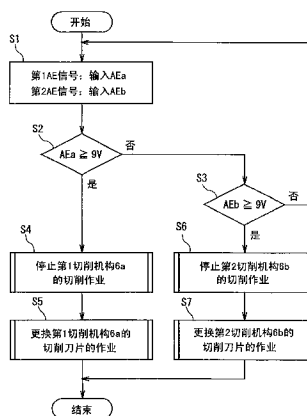 开始
S1
第1AE信号：输入AEa
第2AE信号：输入AEb
S2
AEa ≧ 9V
否
是
S3
AEb ≧ 9V
否
是
S4
停止第1切削机构6a
的切削作业
S6
停止第2切削机构6b
的切削作业
S5
更换第1切削机构6a的
切削刀片的作业
S7
更换第2切削机构6b的
切削刀片的作业
结束